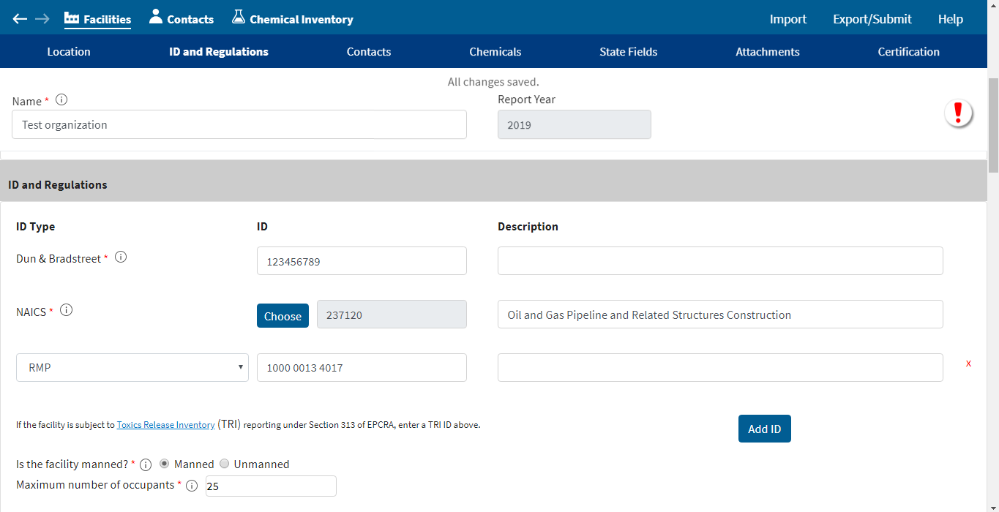 Facilities Contacts Chemical Inventory Import Export/Submit Help
Location ID and Regulations Contacts Chemicals State Fields Attachments Certification
All changes saved.
Name * Report Year
Test organization 2019
ID and Regulations
ID Type ID Description
Dun & Bradstreet * 123456789
NAICS * Choose 237120 Oil and Gas Pipeline and Related Structures Construction
RMP 1000 0013 4017 x
If the facility is subject to Toxics Release Inventory (TRI) reporting under Section 313 of EPCRA, enter a TRI ID above.
Add ID
Is the facility manned? * Manned Unmanned
Maximum number of occupants * 25